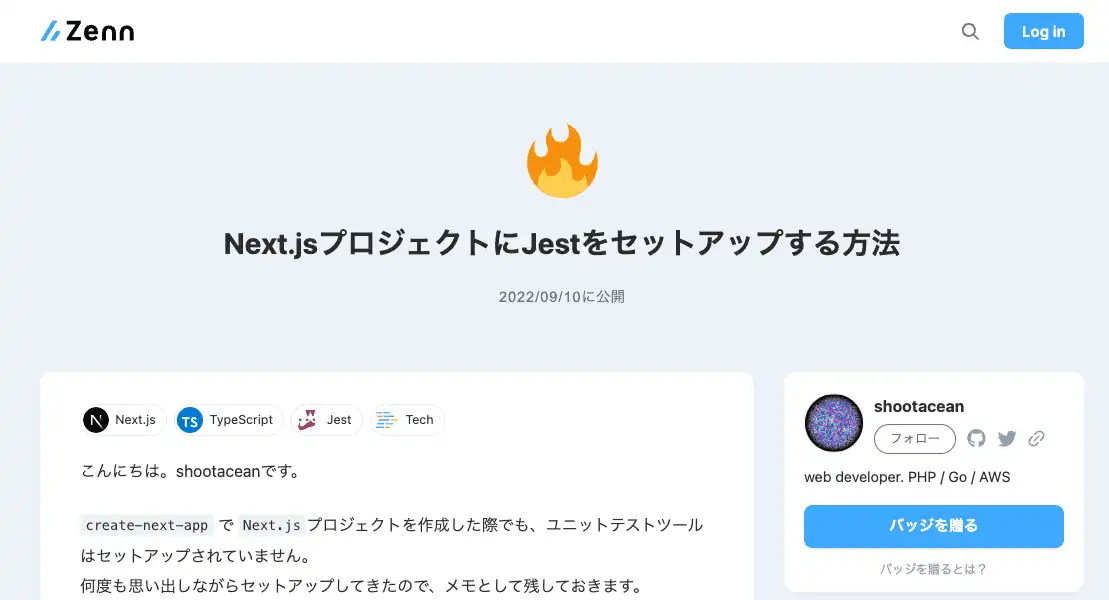 Zenn
Log in
Next.jsプロジェクトにJestをセットアップする方法
2022/09/10に公開
Next.js
TS TypeScript
Jest
Tech
こんにちは。shootaceanです。
create-next-app で Next.js プロジェクトを作成した際でも、ユニットテストツール
はセットアップされていません。
何度も思い出しながらセットアップしてきたので、メモとして残しておきます。
shootacean
フォロー
web developer. PHP / Go / AWS
バッジを贈る
バッジを贈るとは？